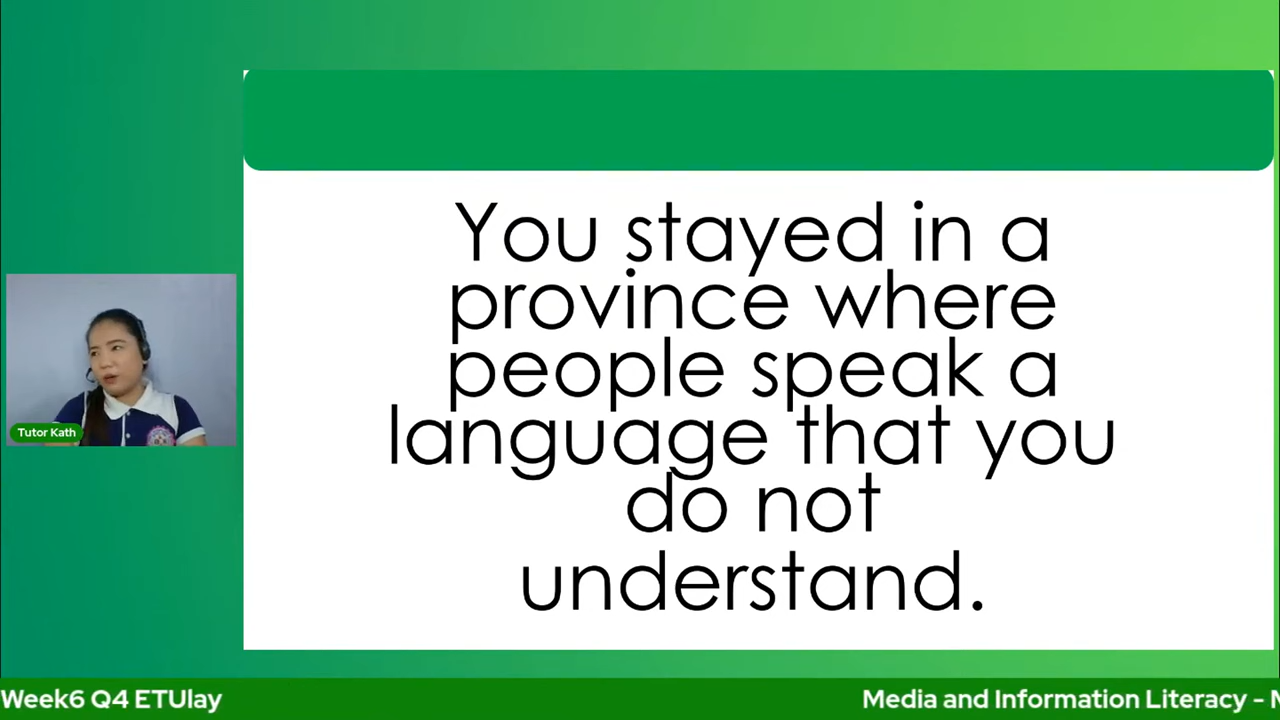 You stayed in a
province where
people speak a
language that you
do not
understand.
Tutor Kath
Week6 Q4 ETUlay
Media and Information Literacy -